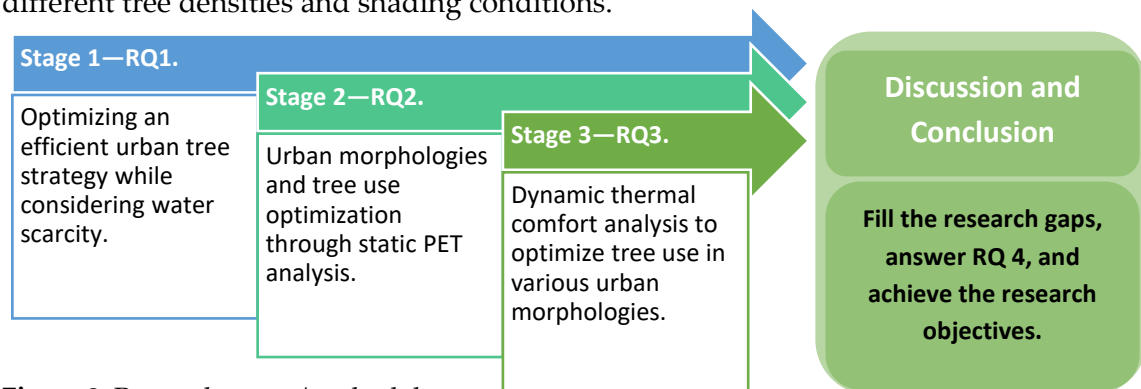 different tree densities and shading conditions.
Stage 1—RQ1.
Optimizing an
efficient urban tree
strategy while
considering water
scarcity.
Stage 2—RQ2.
Urban morphologies
and tree use
optimization
through static PET
analysis.
Stage 3—RQ3.
Dynamic thermal
comfort analysis to
optimize tree use in
various urban
morphologies.
Discussion and
Conclusion
Fill the research gaps,
answer RQ 4, and
achieve the research
objectives.